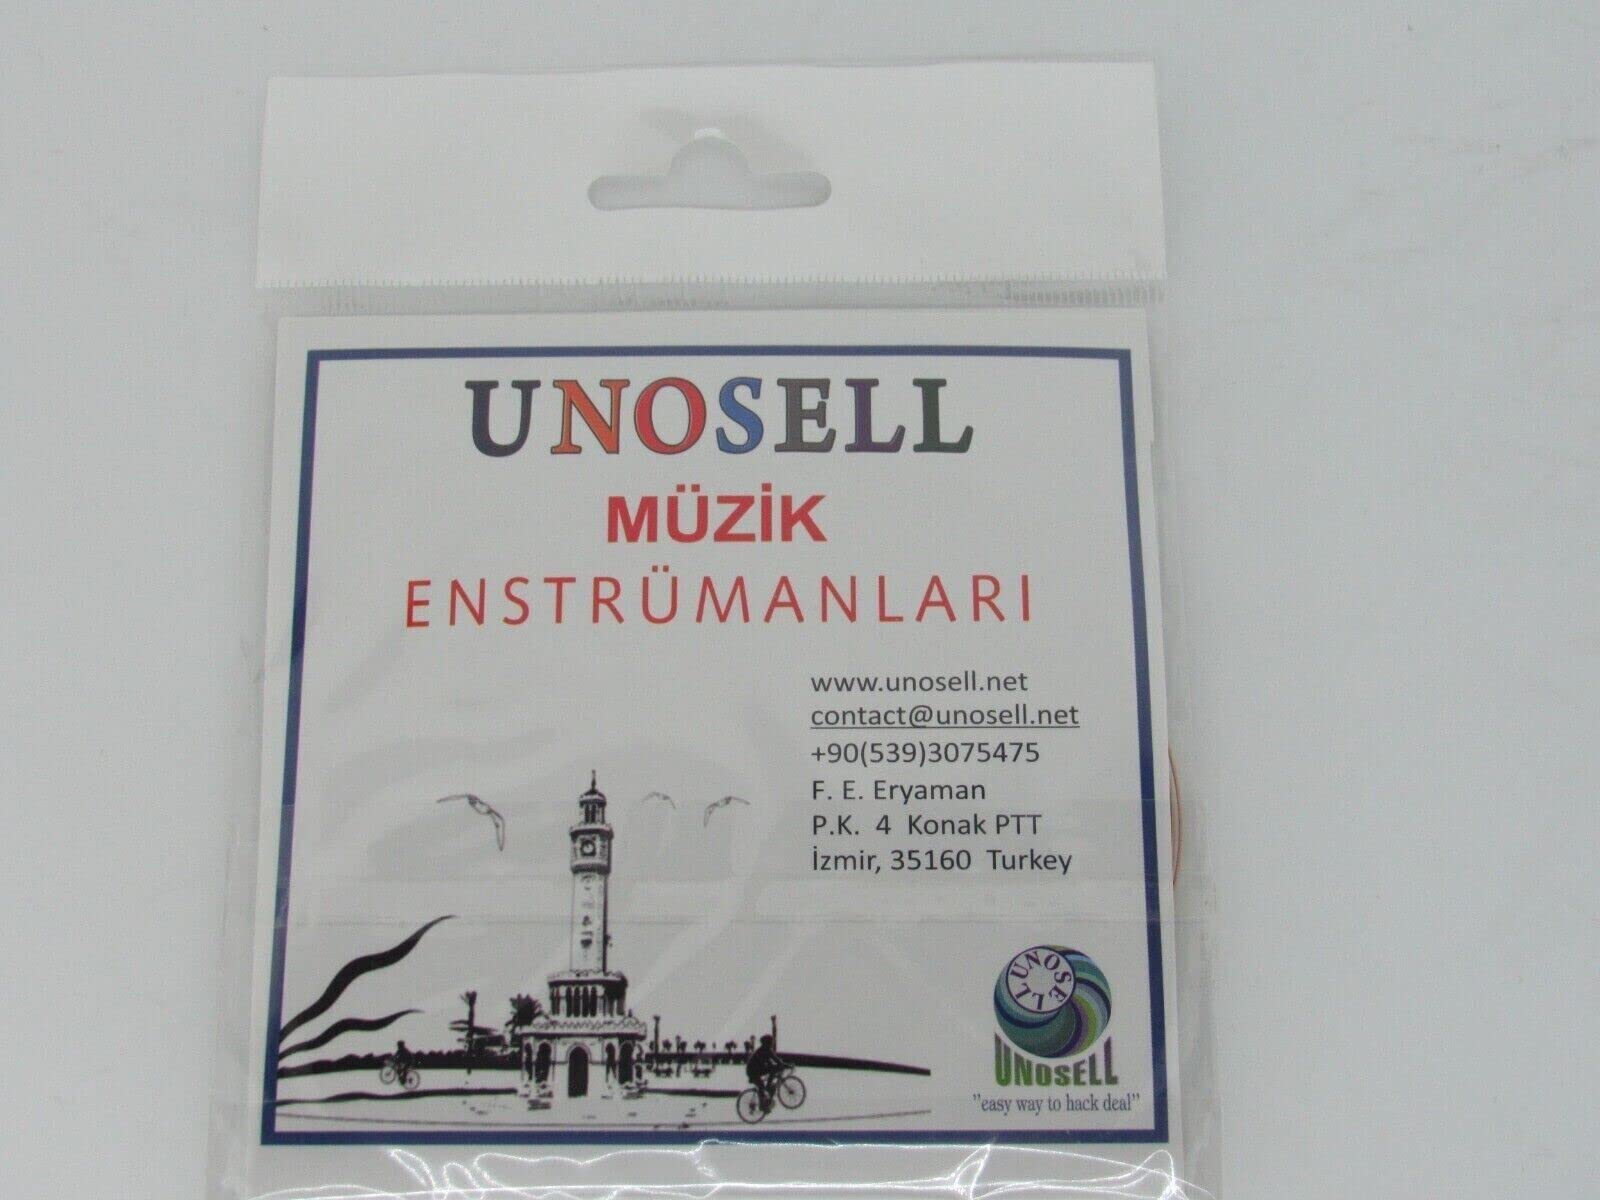 UNOSELL
MÜZİK
ENSTRÜMANLARI
www.unosell.net
contact@unosell.net
+90(539)3075475
F. E. Eryaman
P.K. 4 Konak PTT
İzmir, 35160 Turkey
UNOSELL
UNOSELL
"easy way to hack deal"